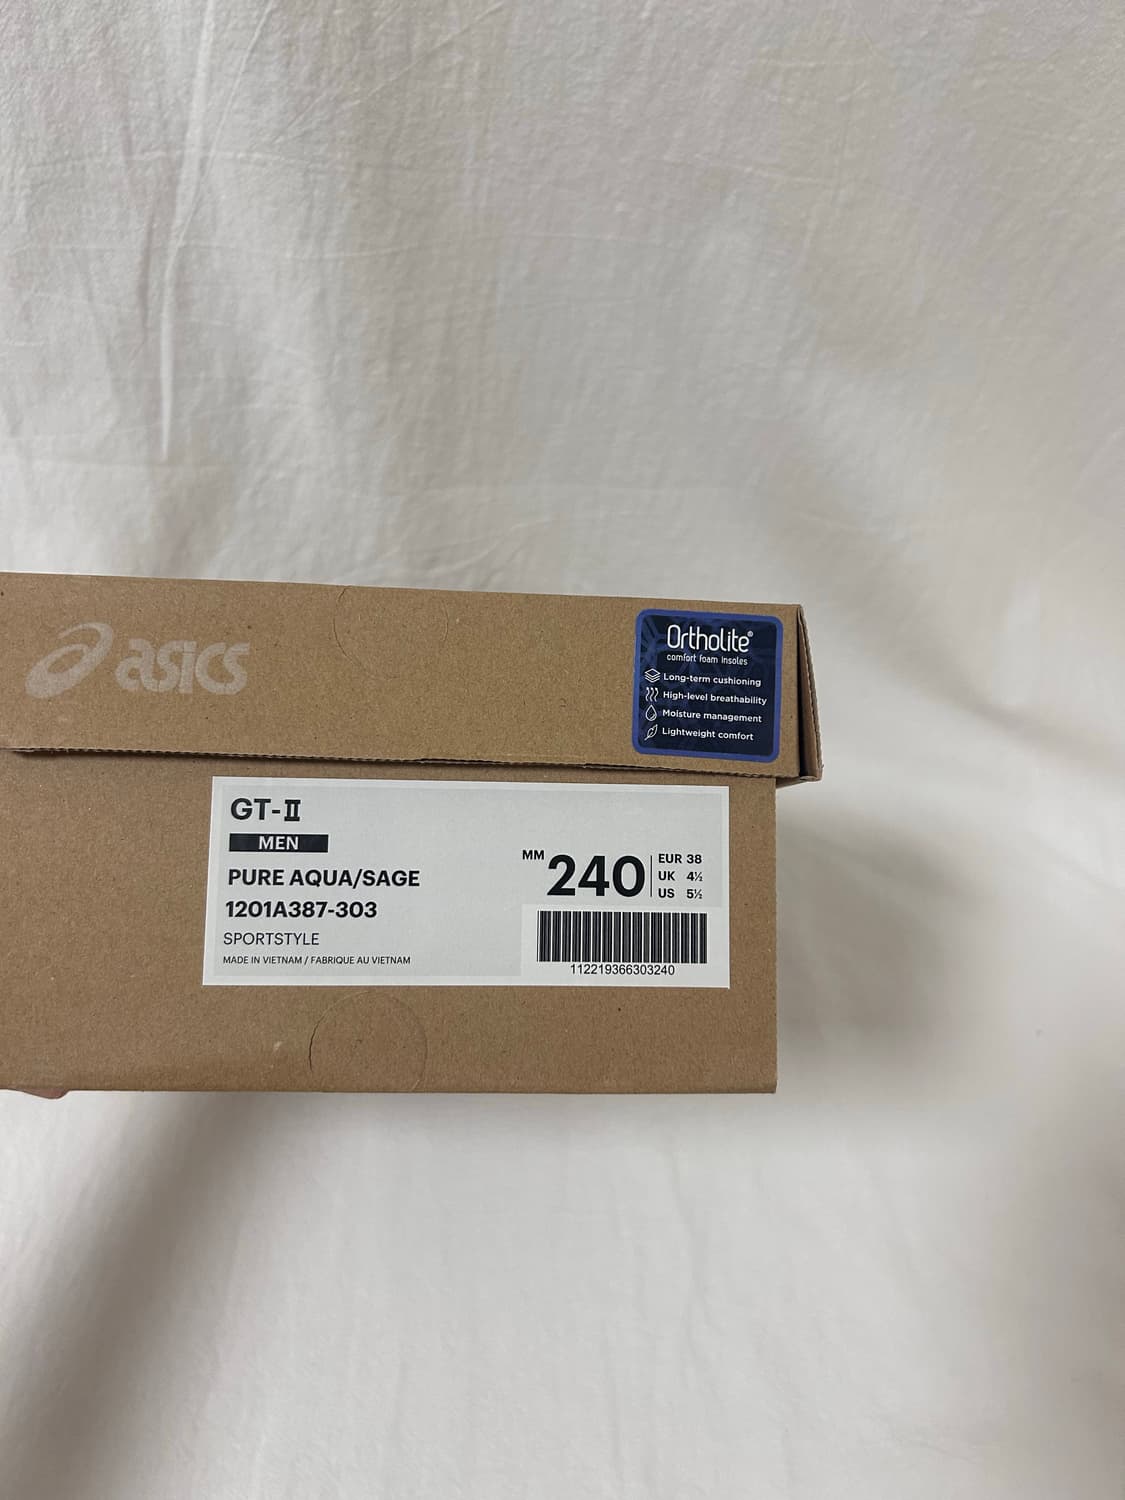 asics
Ortholite®
comfort foam insoles
Long-term cushioning
High-level breathability
Moisture management
Lightweight comfort
GT-II
MEN
PURE AQUA/SAGE
1201A387-303
SPORTSTYLE
MADE IN VIETNAM / FABRIQUE AU VIETNAM
MM 240
EUR 38
UK 4½
US 5½
112219366303240